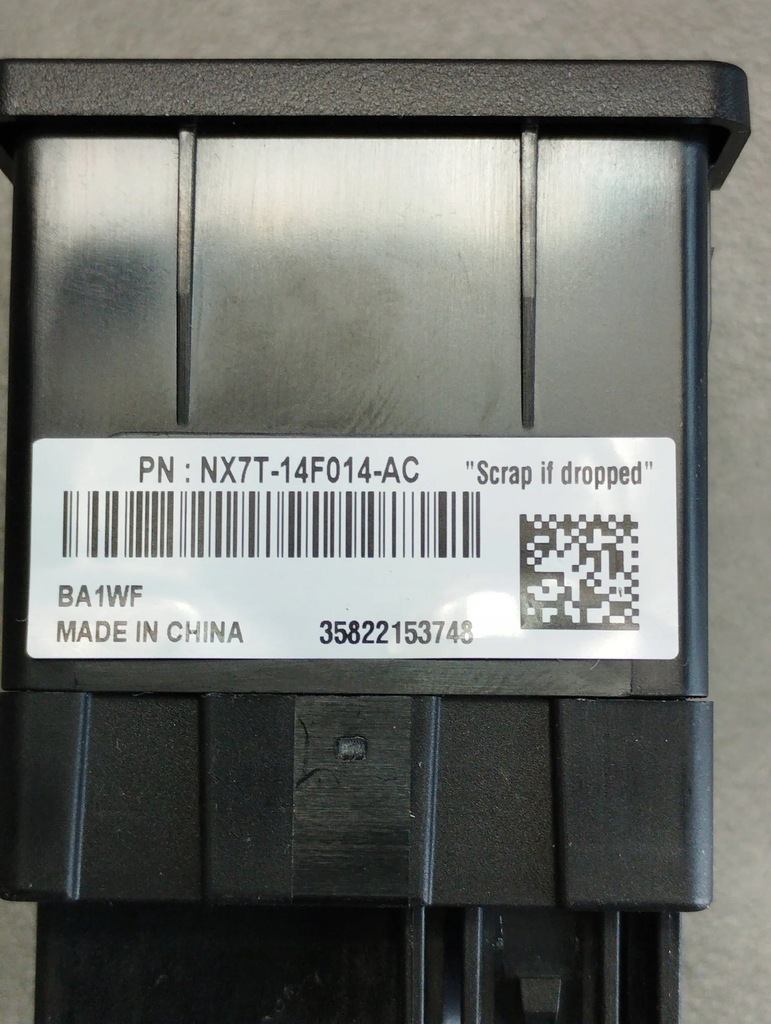 PN : NX7T-14F014-AC "Scrap if dropped"
BA1WF
MADE IN CHINA 35822153748